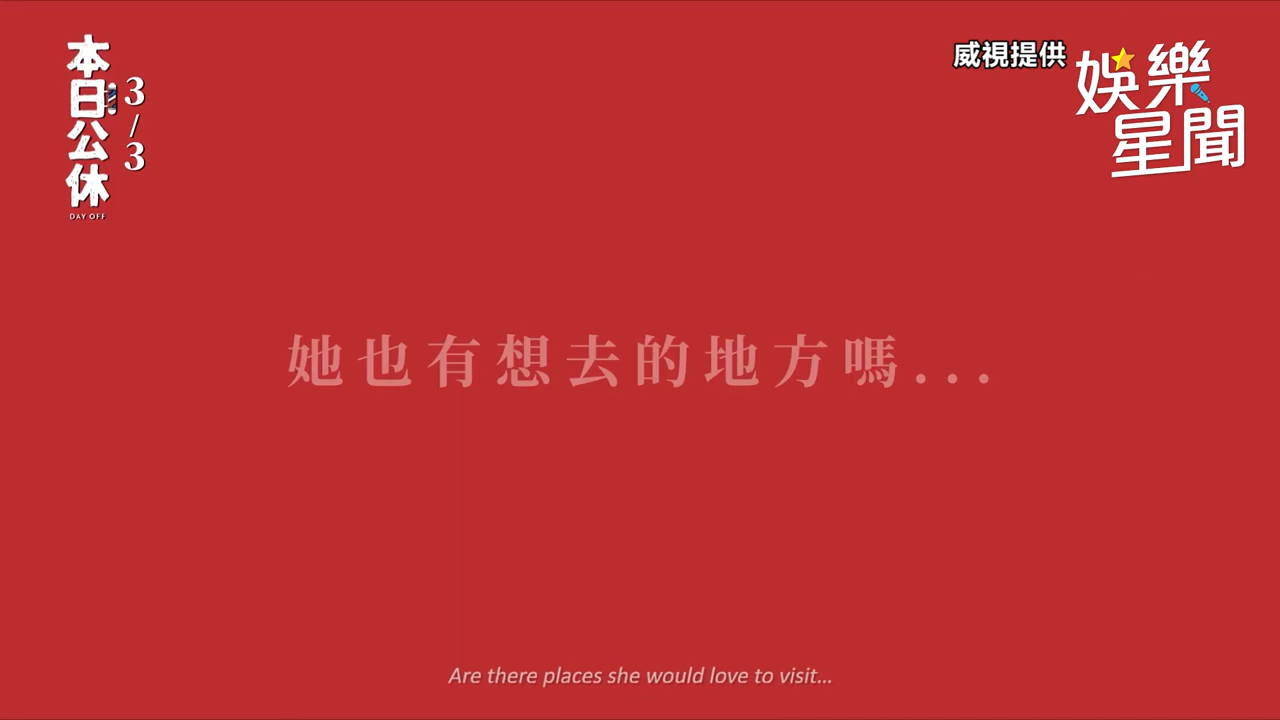 本日公休
3/3
DAY OFF
威視提供
娛樂
星聞
她也有想去的地方嗎...
Are there places she would love to visit...